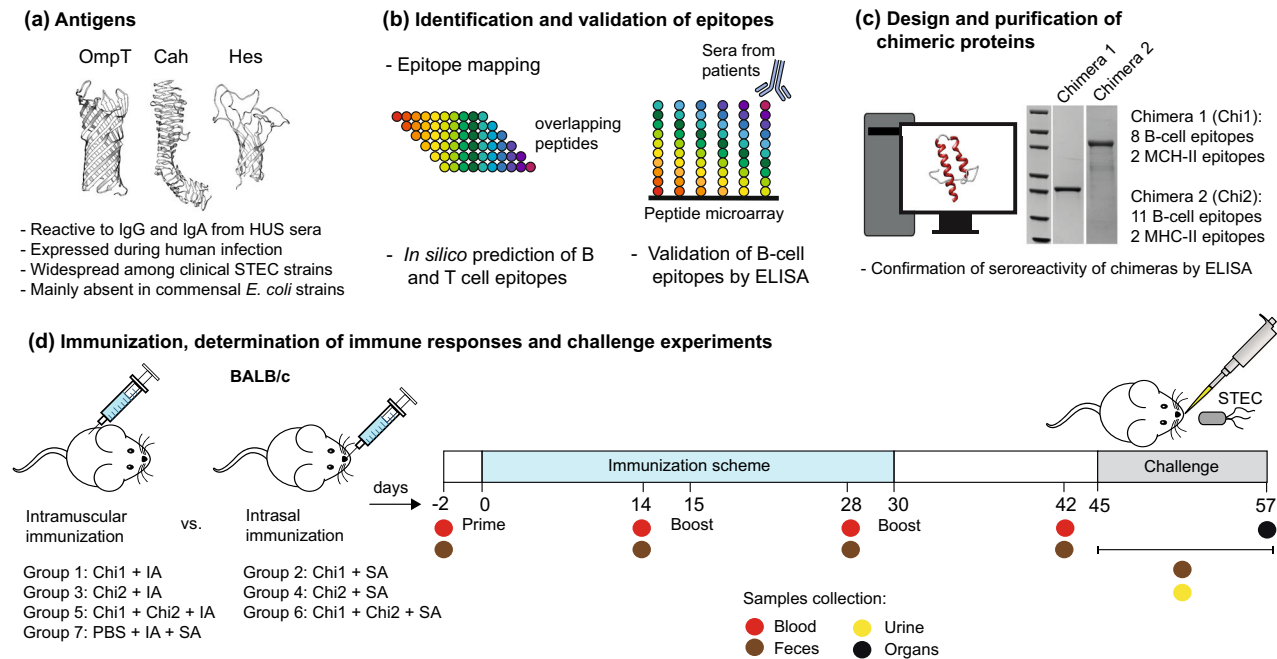 (a) Antigens
OmpT Cah Hes
- Reactive to IgG and IgA from HUS sera
- Expressed during human infection
- Widespread among clinical STEC strains
- Mainly absent in commensal E. coli strains
(b) Identification and validation of epitopes
- Epitope mapping
overlapping
peptides
Sera from
patients
Peptide microarray
- In silico prediction of B
and T cell epitopes
- Validation of B-cell
epitopes by ELISA
(c) Design and purification of
chimeric proteins
Chimera 1
Chimera 2
Chimera 1 (Chi1):
8 B-cell epitopes
2 MCH-II epitopes
Chimera 2 (Chi2):
11 B-cell epitopes
2 MHC-II epitopes
- Confirmation of seroreactivity of chimeras by ELISA
(d) Immunization, determination of immune responses and challenge experiments
BALB/c
Intramuscular
immunization
vs.
Intrasal
immunization
Group 1: Chi1 + IA
Group 3: Chi2 + IA
Group 5: Chi1 + Chi2 + IA
Group 7: PBS + IA + SA
Group 2: Chi1 + SA
Group 4: Chi2 + SA
Group 6: Chi1 + Chi2 + SA
STEC
Immunization scheme
Challenge
days
-2 0 14 15 28 30 42 45 57
Prime Boost Boost
Samples collection:
Blood
Feces
Urine
Organs